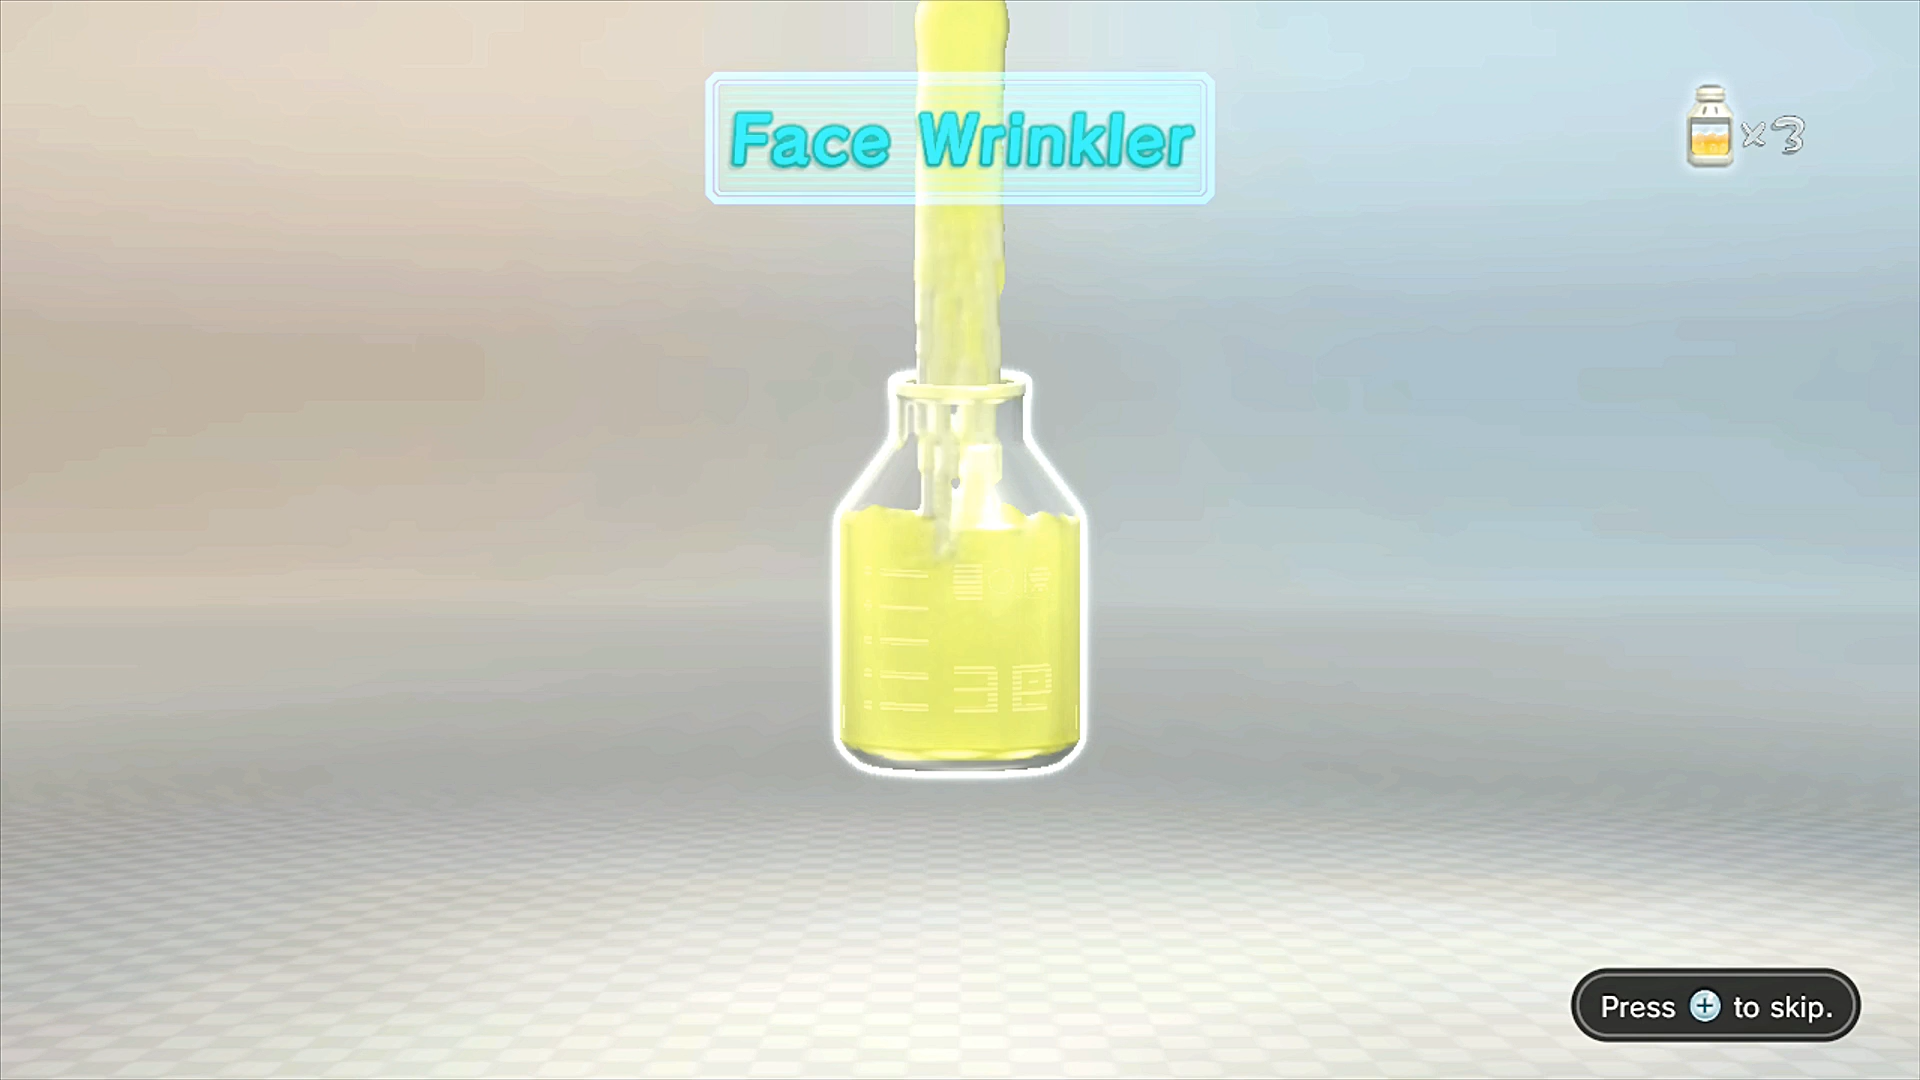 Face Wrinkler
×3
Press + to skip.